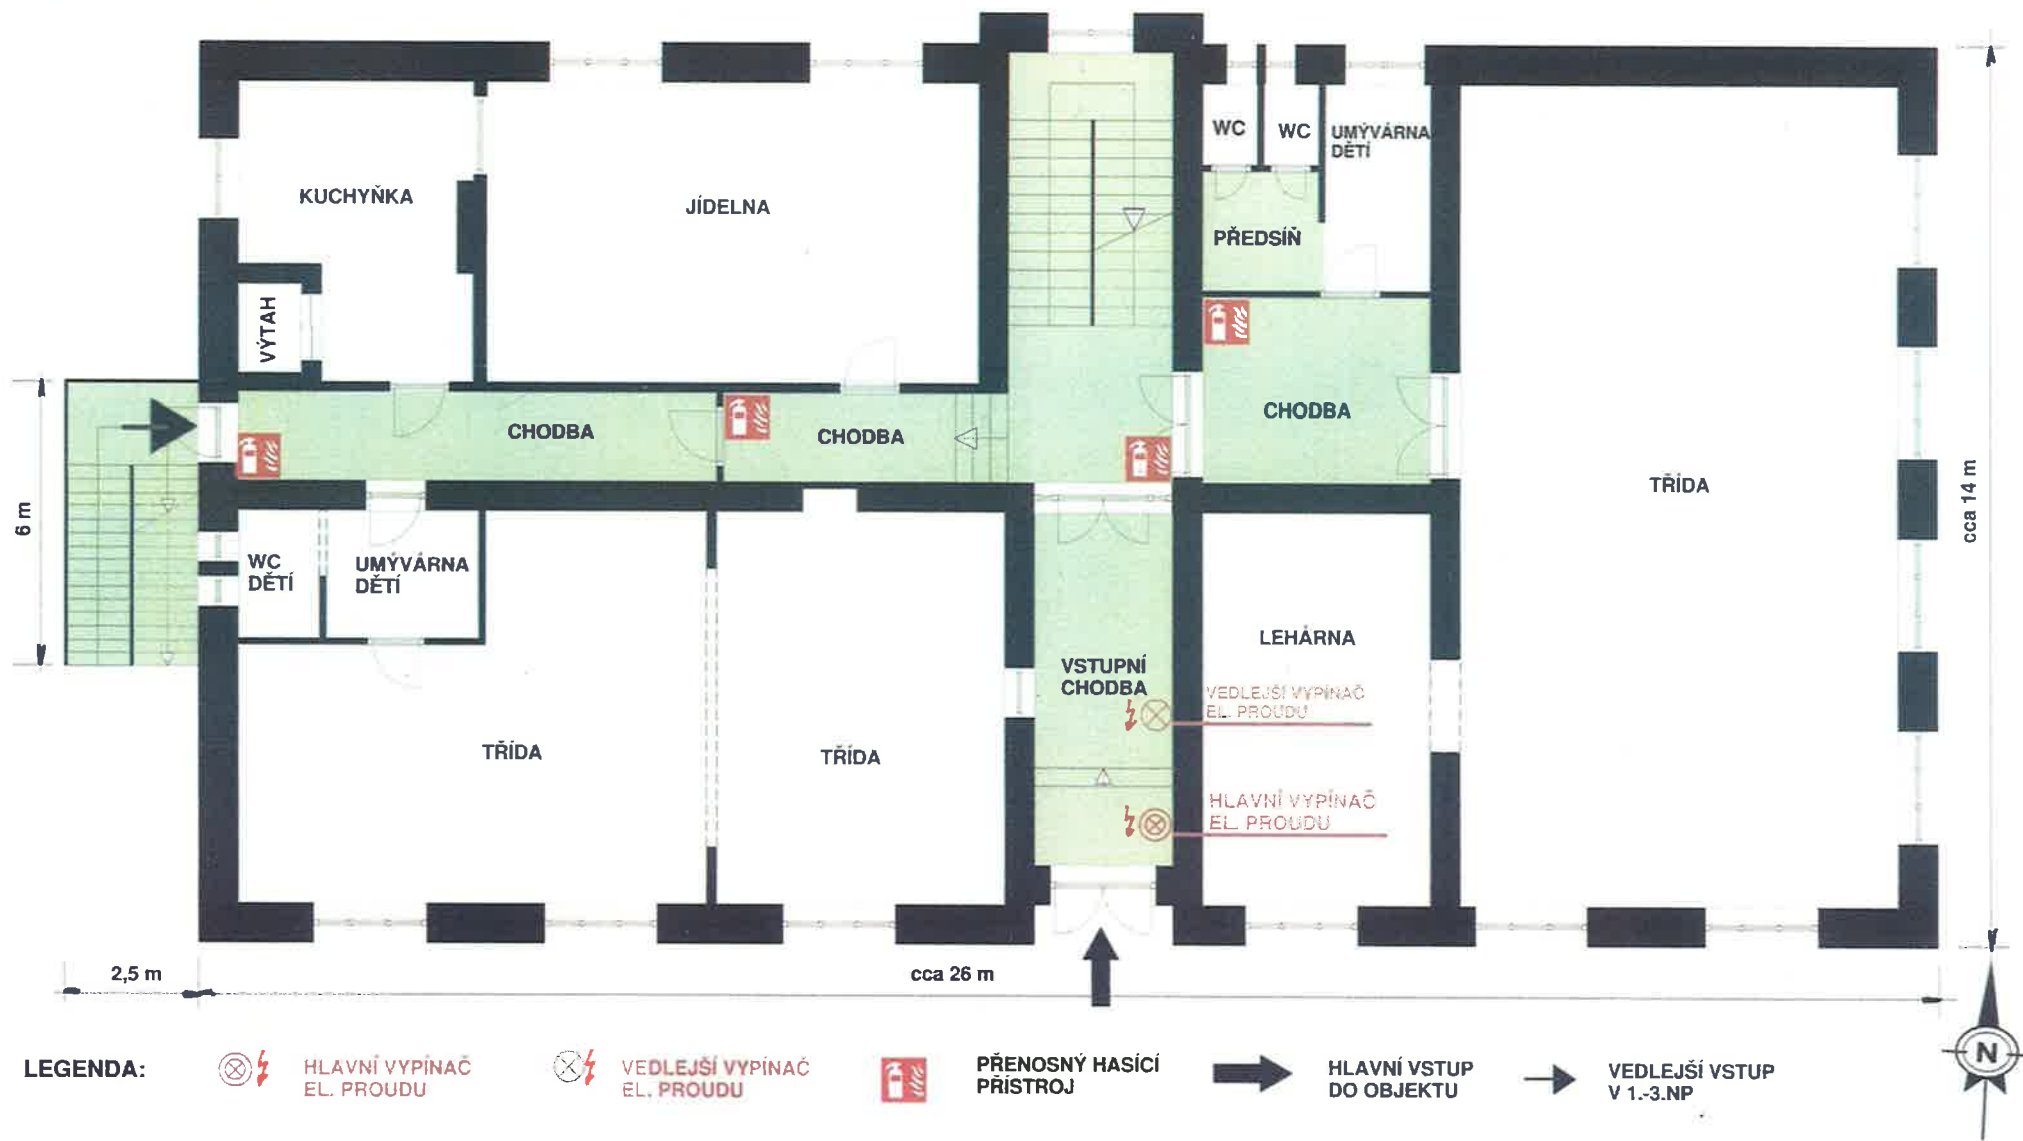 WC
WC
UMÝVÁRNA
DĚTÍ
KUCHYŇKA
JÍDELNA
PŘEDSÍŇ
VÝTAH
CHODBA
CHODBA
CHODBA
TŘÍDA
6 m
cca 14 m
WC
DĚTÍ
UMÝVÁRNA
DĚTÍ
LEHÁRNA
VSTUPNÍ
CHODBA
VEDLEJŠÍ VYPÍNAČ
EL. PROUDU
TŘÍDA
TŘÍDA
HLAVNÍ VYPÍNAČ
EL. PROUDU
2,5 m
cca 26 m
LEGENDA:
HLAVNÍ VYPÍNAČ
EL. PROUDU
VEDLEJŠÍ VYPÍNAČ
EL. PROUDU
PŘENOSNÝ HASÍCÍ
PŘÍSTROJ
HLAVNÍ VSTUP
DO OBJEKTU
VEDLEJŠÍ VSTUP
V 1.-3.NP
N